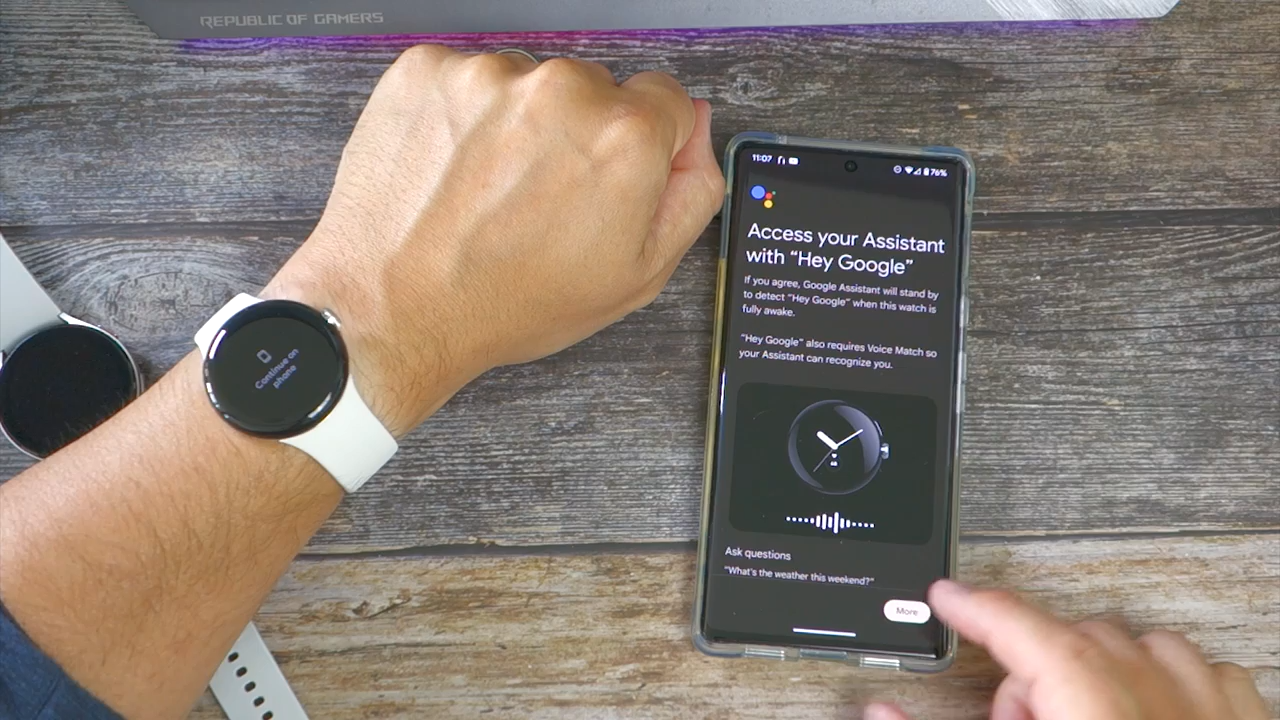 REPUBLIC OF GAMERS
Continue on
phone
11:07
76%
Access your Assistant
with “Hey Google”
If you agree, Google Assistant will stand by
to detect “Hey Google” when this watch is
fully awake.
“Hey Google” also requires Voice Match so
your Assistant can recognize you.
Ask questions
“What's the weather this weekend?”
More